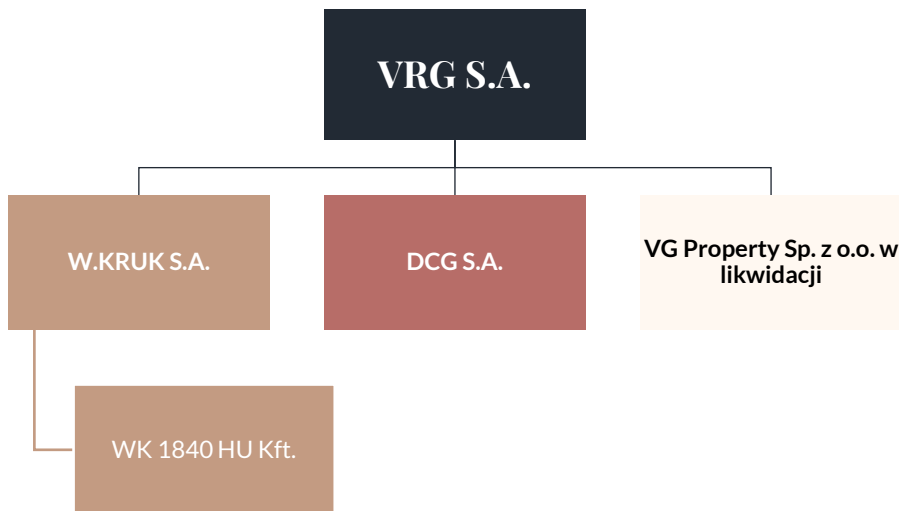 VRG S.A.
W.KRUK S.A.
DCG S.A.
VG Property Sp. z o.o. w
likwidacji
WK 1840 HU Kft.